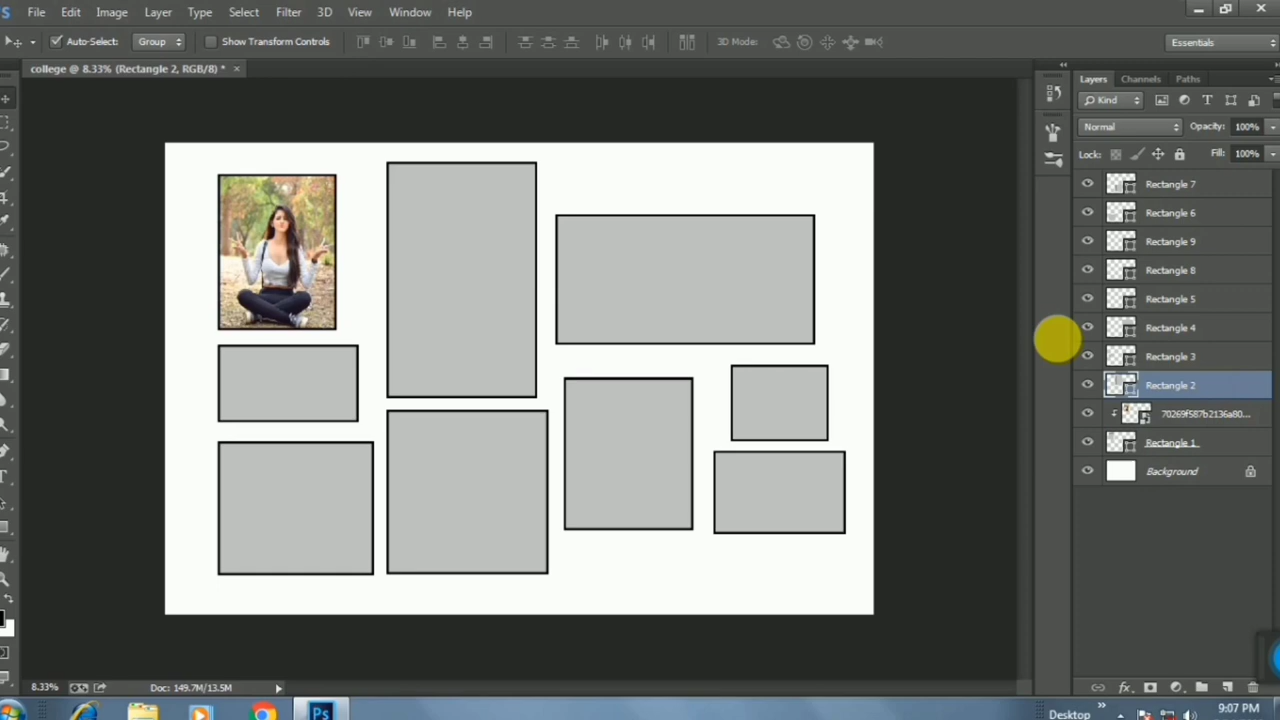 File Edit Image Layer Type Select Filter 3D View Window Help
Auto-Select: Group Show Transform Controls 3D Mode: Essentials
college @ 8.33% (Rectangle 2, RGB/8) * ×
Layers Channels Paths
Kind
Normal Opacity: 100%
Lock: Fill: 100%
Rectangle 7
Rectangle 6
Rectangle 9
Rectangle 8
Rectangle 5
Rectangle 4
Rectangle 3
Rectangle 2
70269f587b2136a80...
Rectangle 1
Background
8.33% Doc: 149.7M/13.5M
fx
Ps Desktop 9:07 PM